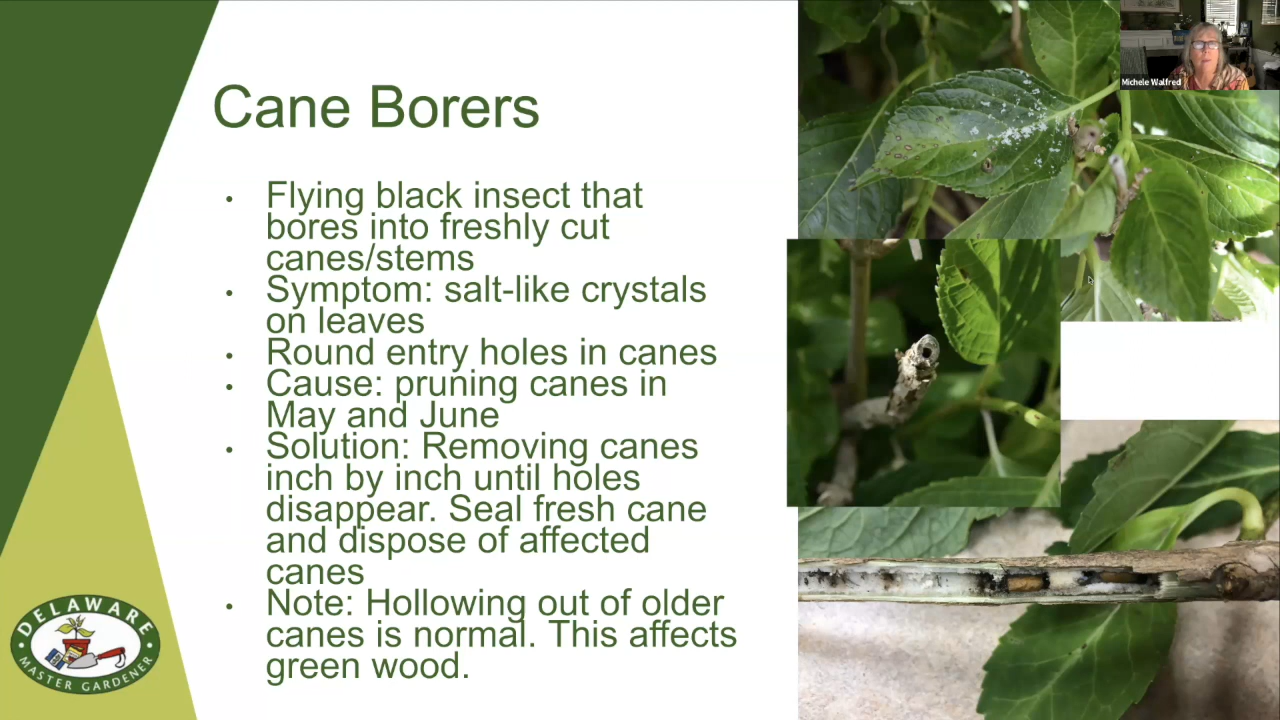 Michele Walfred
Cane Borers
• Flying black insect that
bores into freshly cut
canes/stems
• Symptom: salt-like crystals
on leaves
• Round entry holes in canes
• Cause: pruning canes in
May and June
• Solution: Removing canes
inch by inch until holes
disappear. Seal fresh cane
and dispose of affected
canes
• Note: Hollowing out of older
canes is normal. This affects
green wood.
DELAWARE
MASTER GARDENER